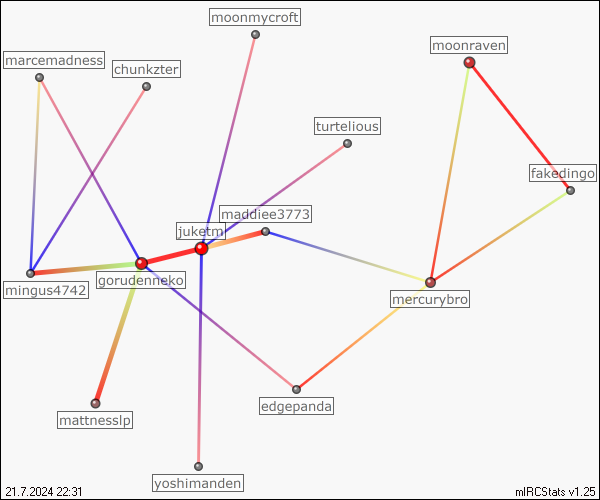 moonmycroft
moonraven
marcemadness
chunkzter
turtelious
fakedingo
maddiee3773
juketm
gorudenneko
mingus4742
mercurybro
edgepanda
mattnesslp
yoshimanden
21.7.2024 22:31
mIRCStats v1.25